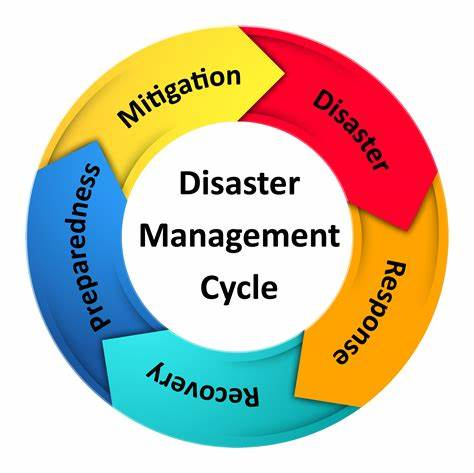 Disaster
Management
Cycle
Mitigation
Disaster
Response
Recovery
Preparedness